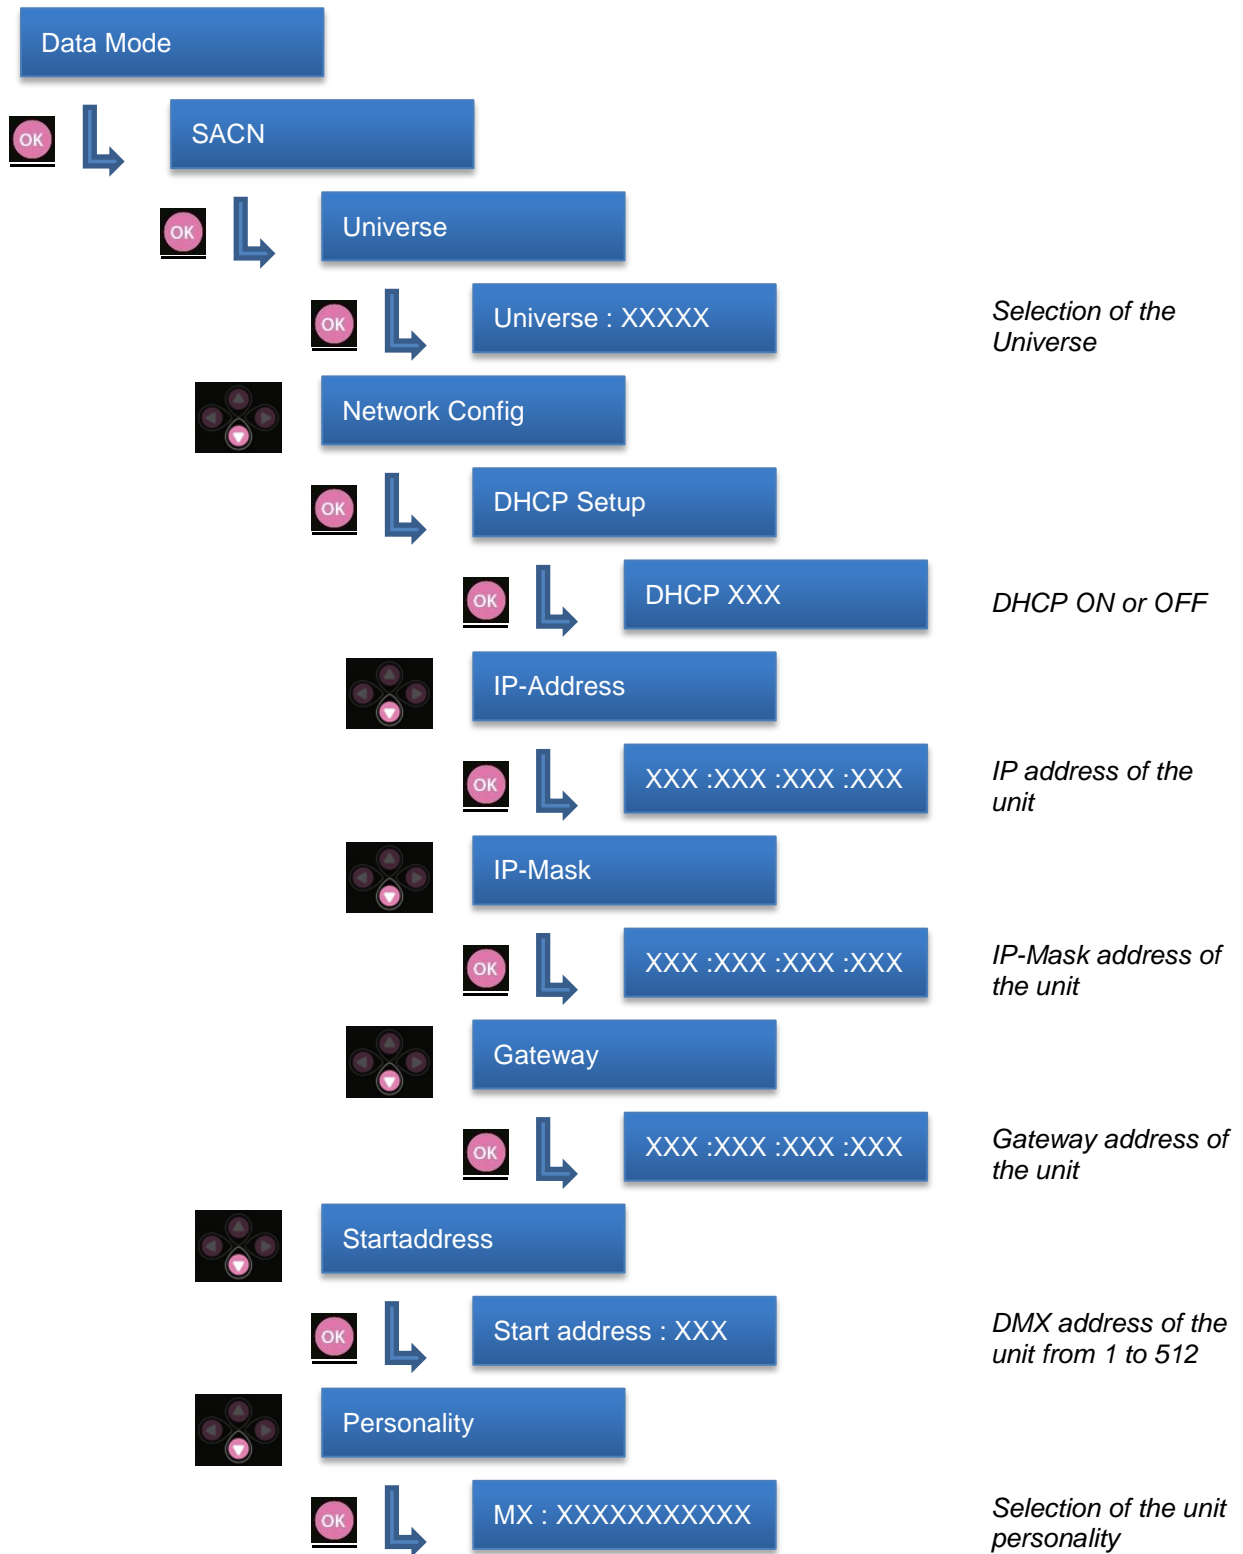 Data Mode
OK
SACN
OK
Universe
OK
Universe : XXXXX
Selection of the
Universe
Network Config
OK
DHCP Setup
OK
DHCP XXX
DHCP ON or OFF
IP-Address
OK
XXX :XXX :XXX :XXX
IP address of the
unit
IP-Mask
OK
XXX :XXX :XXX :XXX
IP-Mask address of
the unit
Gateway
OK
XXX :XXX :XXX :XXX
Gateway address of
the unit
Startaddress
OK
Start address : XXX
DMX address of the
unit from 1 to 512
Personality
OK
MX : XXXXXXXXXXX
Selection of the unit
personality